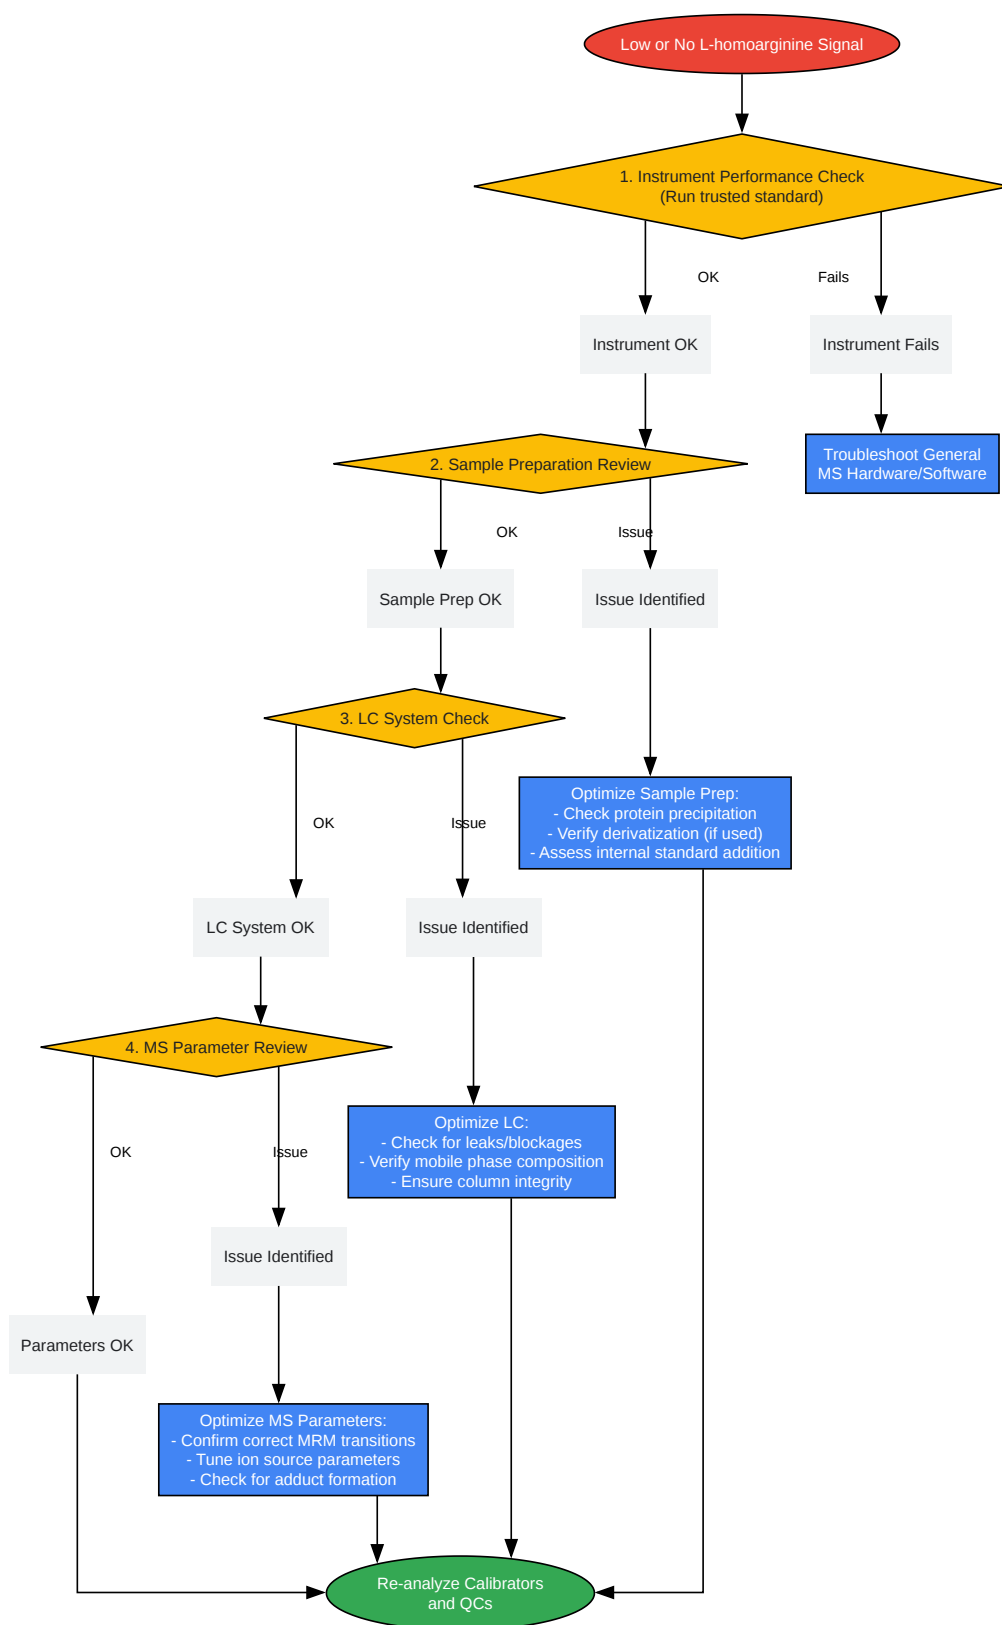 Low or No L-homoarginine Signal
1. Instrument Performance Check
(Run trusted standard)
OK
Fails
Instrument OK
Instrument Fails
2. Sample Preparation Review
Troubleshoot General
MS Hardware/Software
OK
Issue
Sample Prep OK
Issue Identified
3. LC System Check
Optimize Sample Prep:
- Check protein precipitation
- Verify derivatization (if used)
- Assess internal standard addition
OK
Issue
LC System OK
Issue Identified
4. MS Parameter Review
Optimize LC:
- Check for leaks/blockages
- Verify mobile phase composition
- Ensure column integrity
OK
Issue
Issue Identified
Parameters OK
Optimize MS Parameters:
- Confirm correct MRM transitions
- Tune ion source parameters
- Check for adduct formation
Re-analyze Calibrators
and QCs